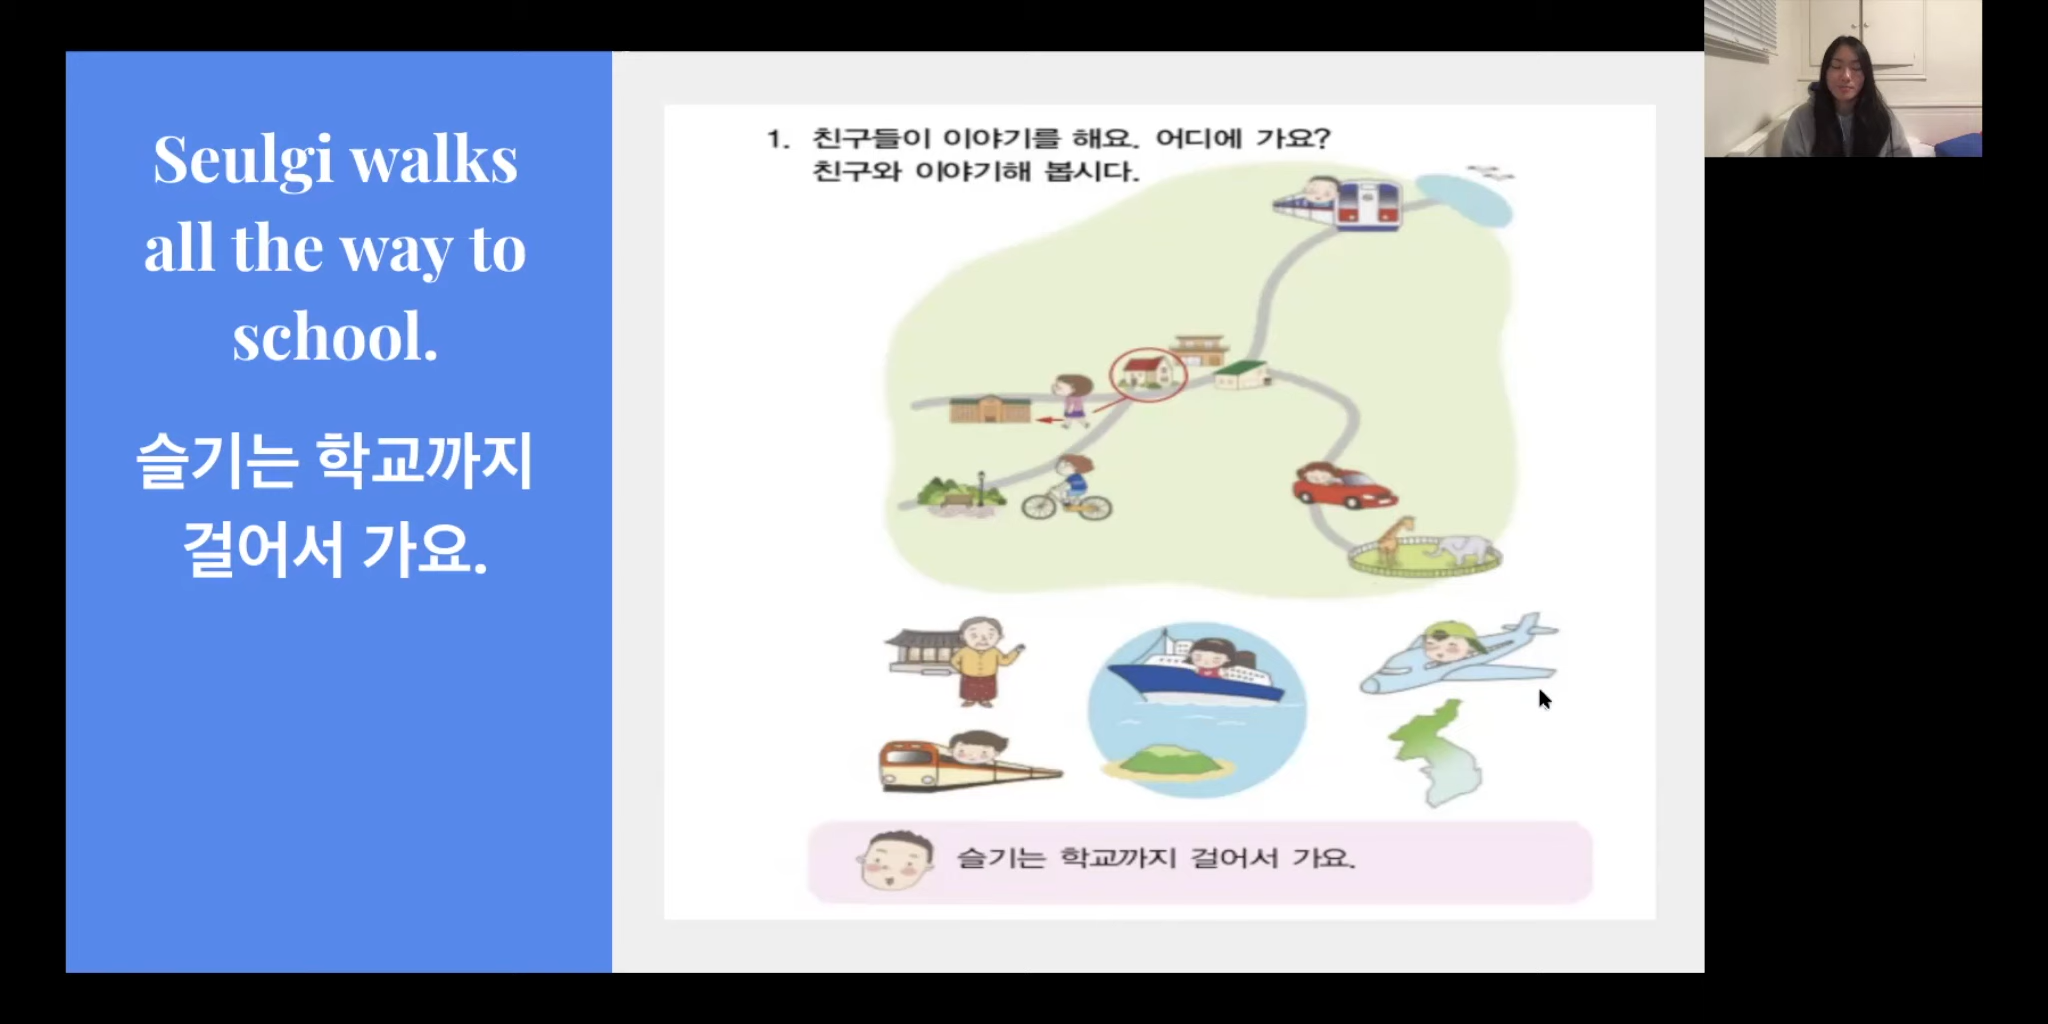 Seulgi walks
all the way to
school.
슬기는 학교까지
걸어서 가요.
1. 친구들이 이야기를 해요. 어디에 가요?
친구와 이야기해 봅시다.
슬기는 학교까지 걸어서 가요.